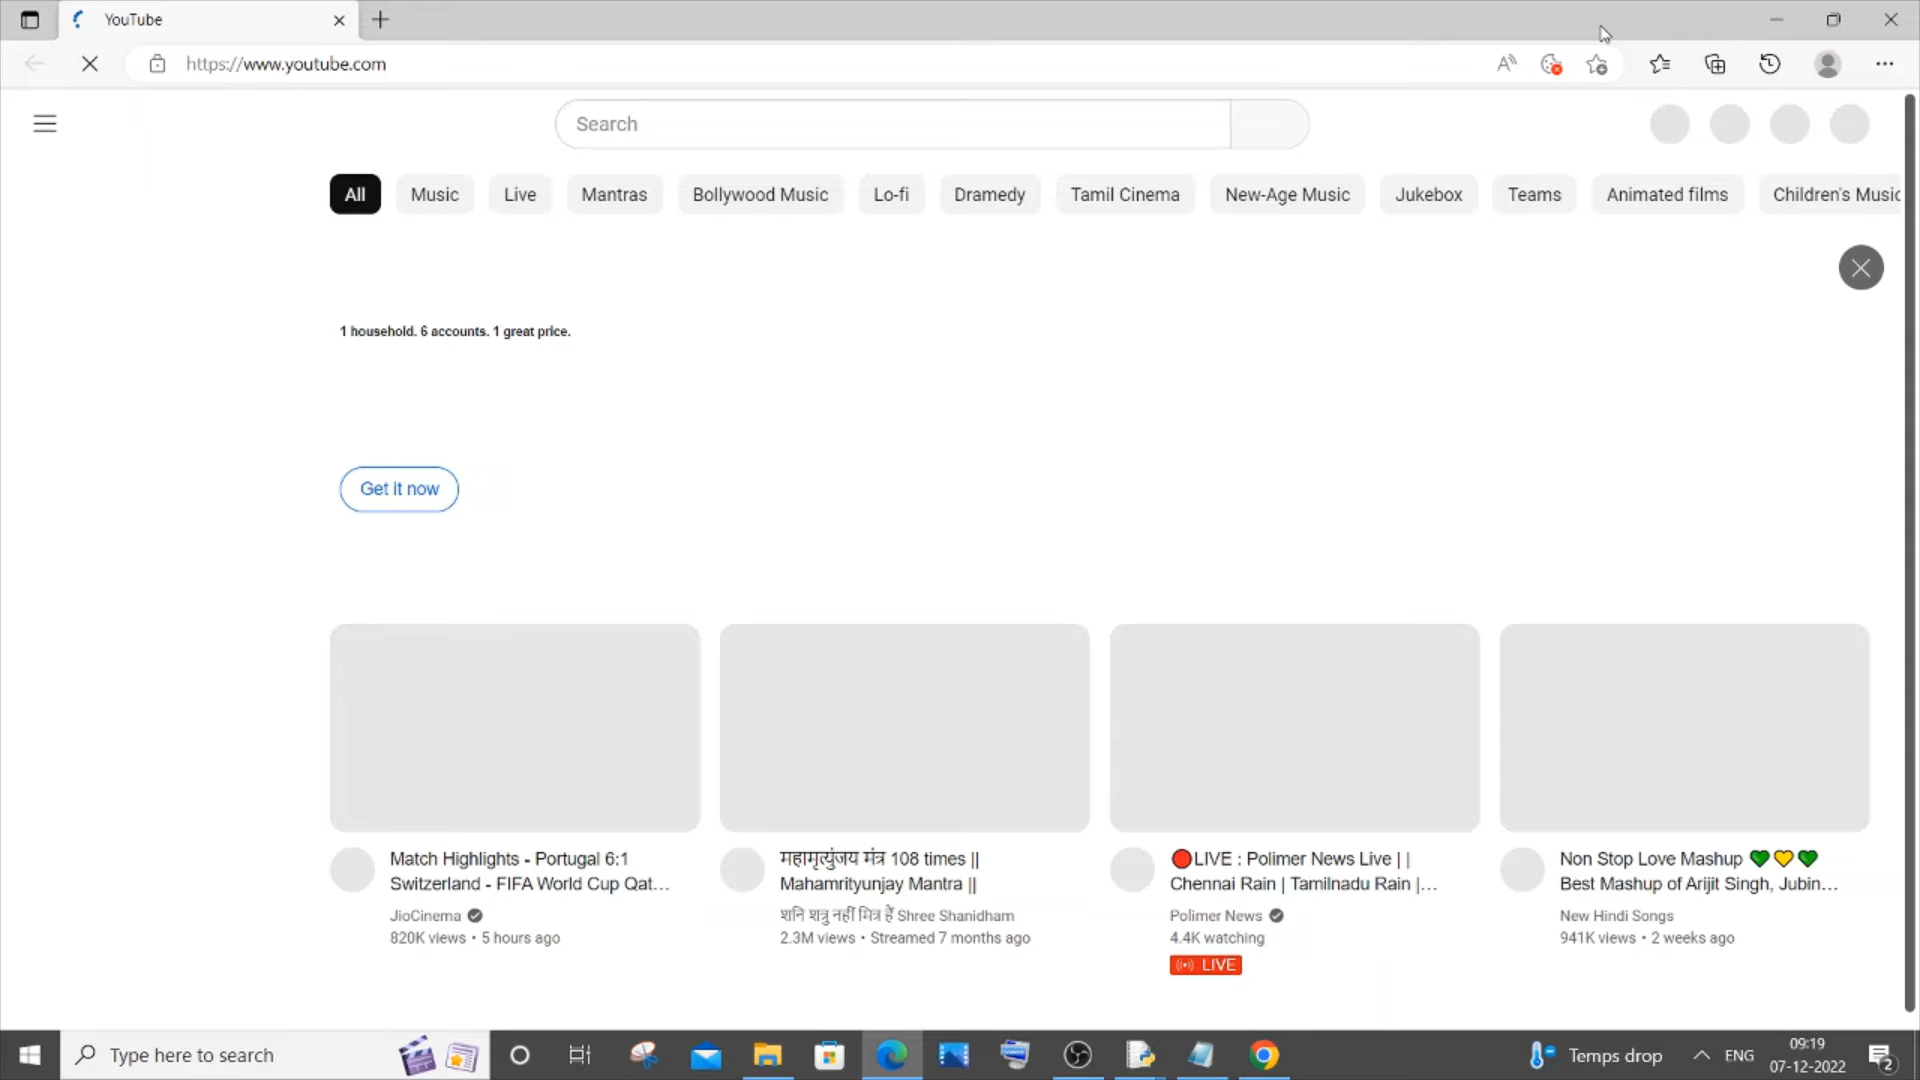 YouTube
https://www.youtube.com
Search
All Music Live Mantras Bollywood Music Lo-fi Dramedy Tamil Cinema New-Age Music Jukebox Teams Animated films Children's Music
1 household. 6 accounts. 1 great price.
Get it now
Match Highlights - Portugal 6:1
Switzerland - FIFA World Cup Qat...
JioCinema
820K views • 5 hours ago
महामृत्युंजय मंत्र 108 times ||
Mahamrityunjay Mantra ||
शनि शत्रु नहीं मित्र हैं Shree Shanidham
2.3M views • Streamed 7 months ago
🔴LIVE : Polimer News Live | |
Chennai Rain | Tamilnadu Rain |...
Polimer News
4.4K watching
LIVE
Non Stop Love Mashup 💚💛💚
Best Mashup of Arijit Singh, Jubin...
New Hindi Songs
941K views • 2 weeks ago
Type here to search
Temps drop
ENG
09:19
07-12-2022
2